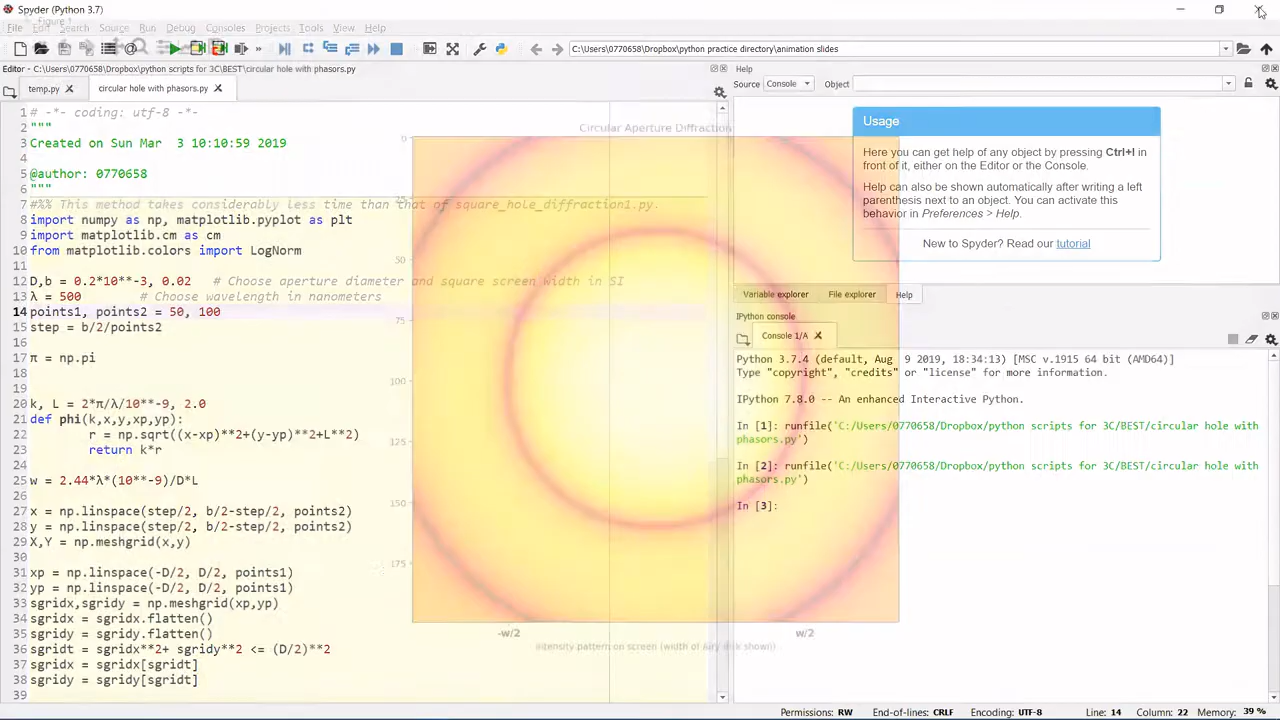 Spyder (Python 3.7)
Figure 1
File Edit Search Source Run Debug Consoles Projects Tools View Help
C:\Users\0770658\Dropbox\python practice directory\animation slides
Editor - C:\Users\0770658\Dropbox\python scripts for 3C\BEST\circular hole with phasors.py
temp.py
circular hole with phasors.py
1 # -*- coding: utf-8 -*-
2 """
3 Created on Sun Mar  3 10:10:59 2019
4
5 @author: 0770658
6 """
7 #%% This method takes considerably less time than that of square_hole_diffraction1.py.
8 import numpy as np, matplotlib.pyplot as plt
9 import matplotlib.cm as cm
10 from matplotlib.colors import LogNorm
11
12 D,b = 0.2*10**-3, 0.02   # Choose aperture diameter and square screen width in SI
13 λ = 500        # Choose wavelength in nanometers
14 points1, points2 = 50, 100
15 step = b/2/points2
16
17 π = np.pi
18
19
20 k, L = 2*π/λ/10**-9, 2.0
21 def phi(k,x,y,xp,yp):
22 r = np.sqrt((x-xp)**2+(y-yp)**2+L**2)
23 return k*r
24
25 w = 2.44*λ*(10**-9)/D*L
26
27 x = np.linspace(step/2, b/2-step/2, points2)
28 y = np.linspace(step/2, b/2-step/2, points2)
29 X,Y = np.meshgrid(x,y)
30
31 xp = np.linspace(-D/2, D/2, points1)
32 yp = np.linspace(-D/2, D/2, points1)
33 sgridx,sgridy = np.meshgrid(xp,yp)
34 sgridx = sgridx.flatten()
35 sgridy = sgridy.flatten()
36 sgridt = sgridx**2+ sgridy**2 <= (D/2)**2
37 sgridx = sgridx[sgridt]
38 sgridy = sgridy[sgridt]
39
Circular Aperture Diffraction
0
25
50
75
100
125
150
175
-w/2
w/2
intensity pattern on screen (width of Airy disk shown))
Help
Source Console Object
Usage
Here you can get help of any object by pressing Ctrl+I in
front of it, either on the Editor or the Console.
Help can also be shown automatically after writing a left
parenthesis next to an object. You can activate this
behavior in Preferences > Help.
New to Spyder? Read our tutorial
Variable explorer File explorer Help
IPython console
Console 1/A
Python 3.7.4 (default, Aug  9 2019, 18:34:13) [MSC v.1915 64 bit (AMD64)]
Type "copyright", "credits" or "license" for more information.
IPython 7.8.0 -- An enhanced Interactive Python.
In [1]: runfile('C:/Users/0770658/Dropbox/python scripts for 3C/BEST/circular hole with
phasors.py')
In [2]: runfile('C:/Users/0770658/Dropbox/python scripts for 3C/BEST/circular hole with
phasors.py')
In [3]:
Permissions: RW End-of-lines: CRLF Encoding: UTF-8 Line: 14 Column: 22 Memory: 39 %